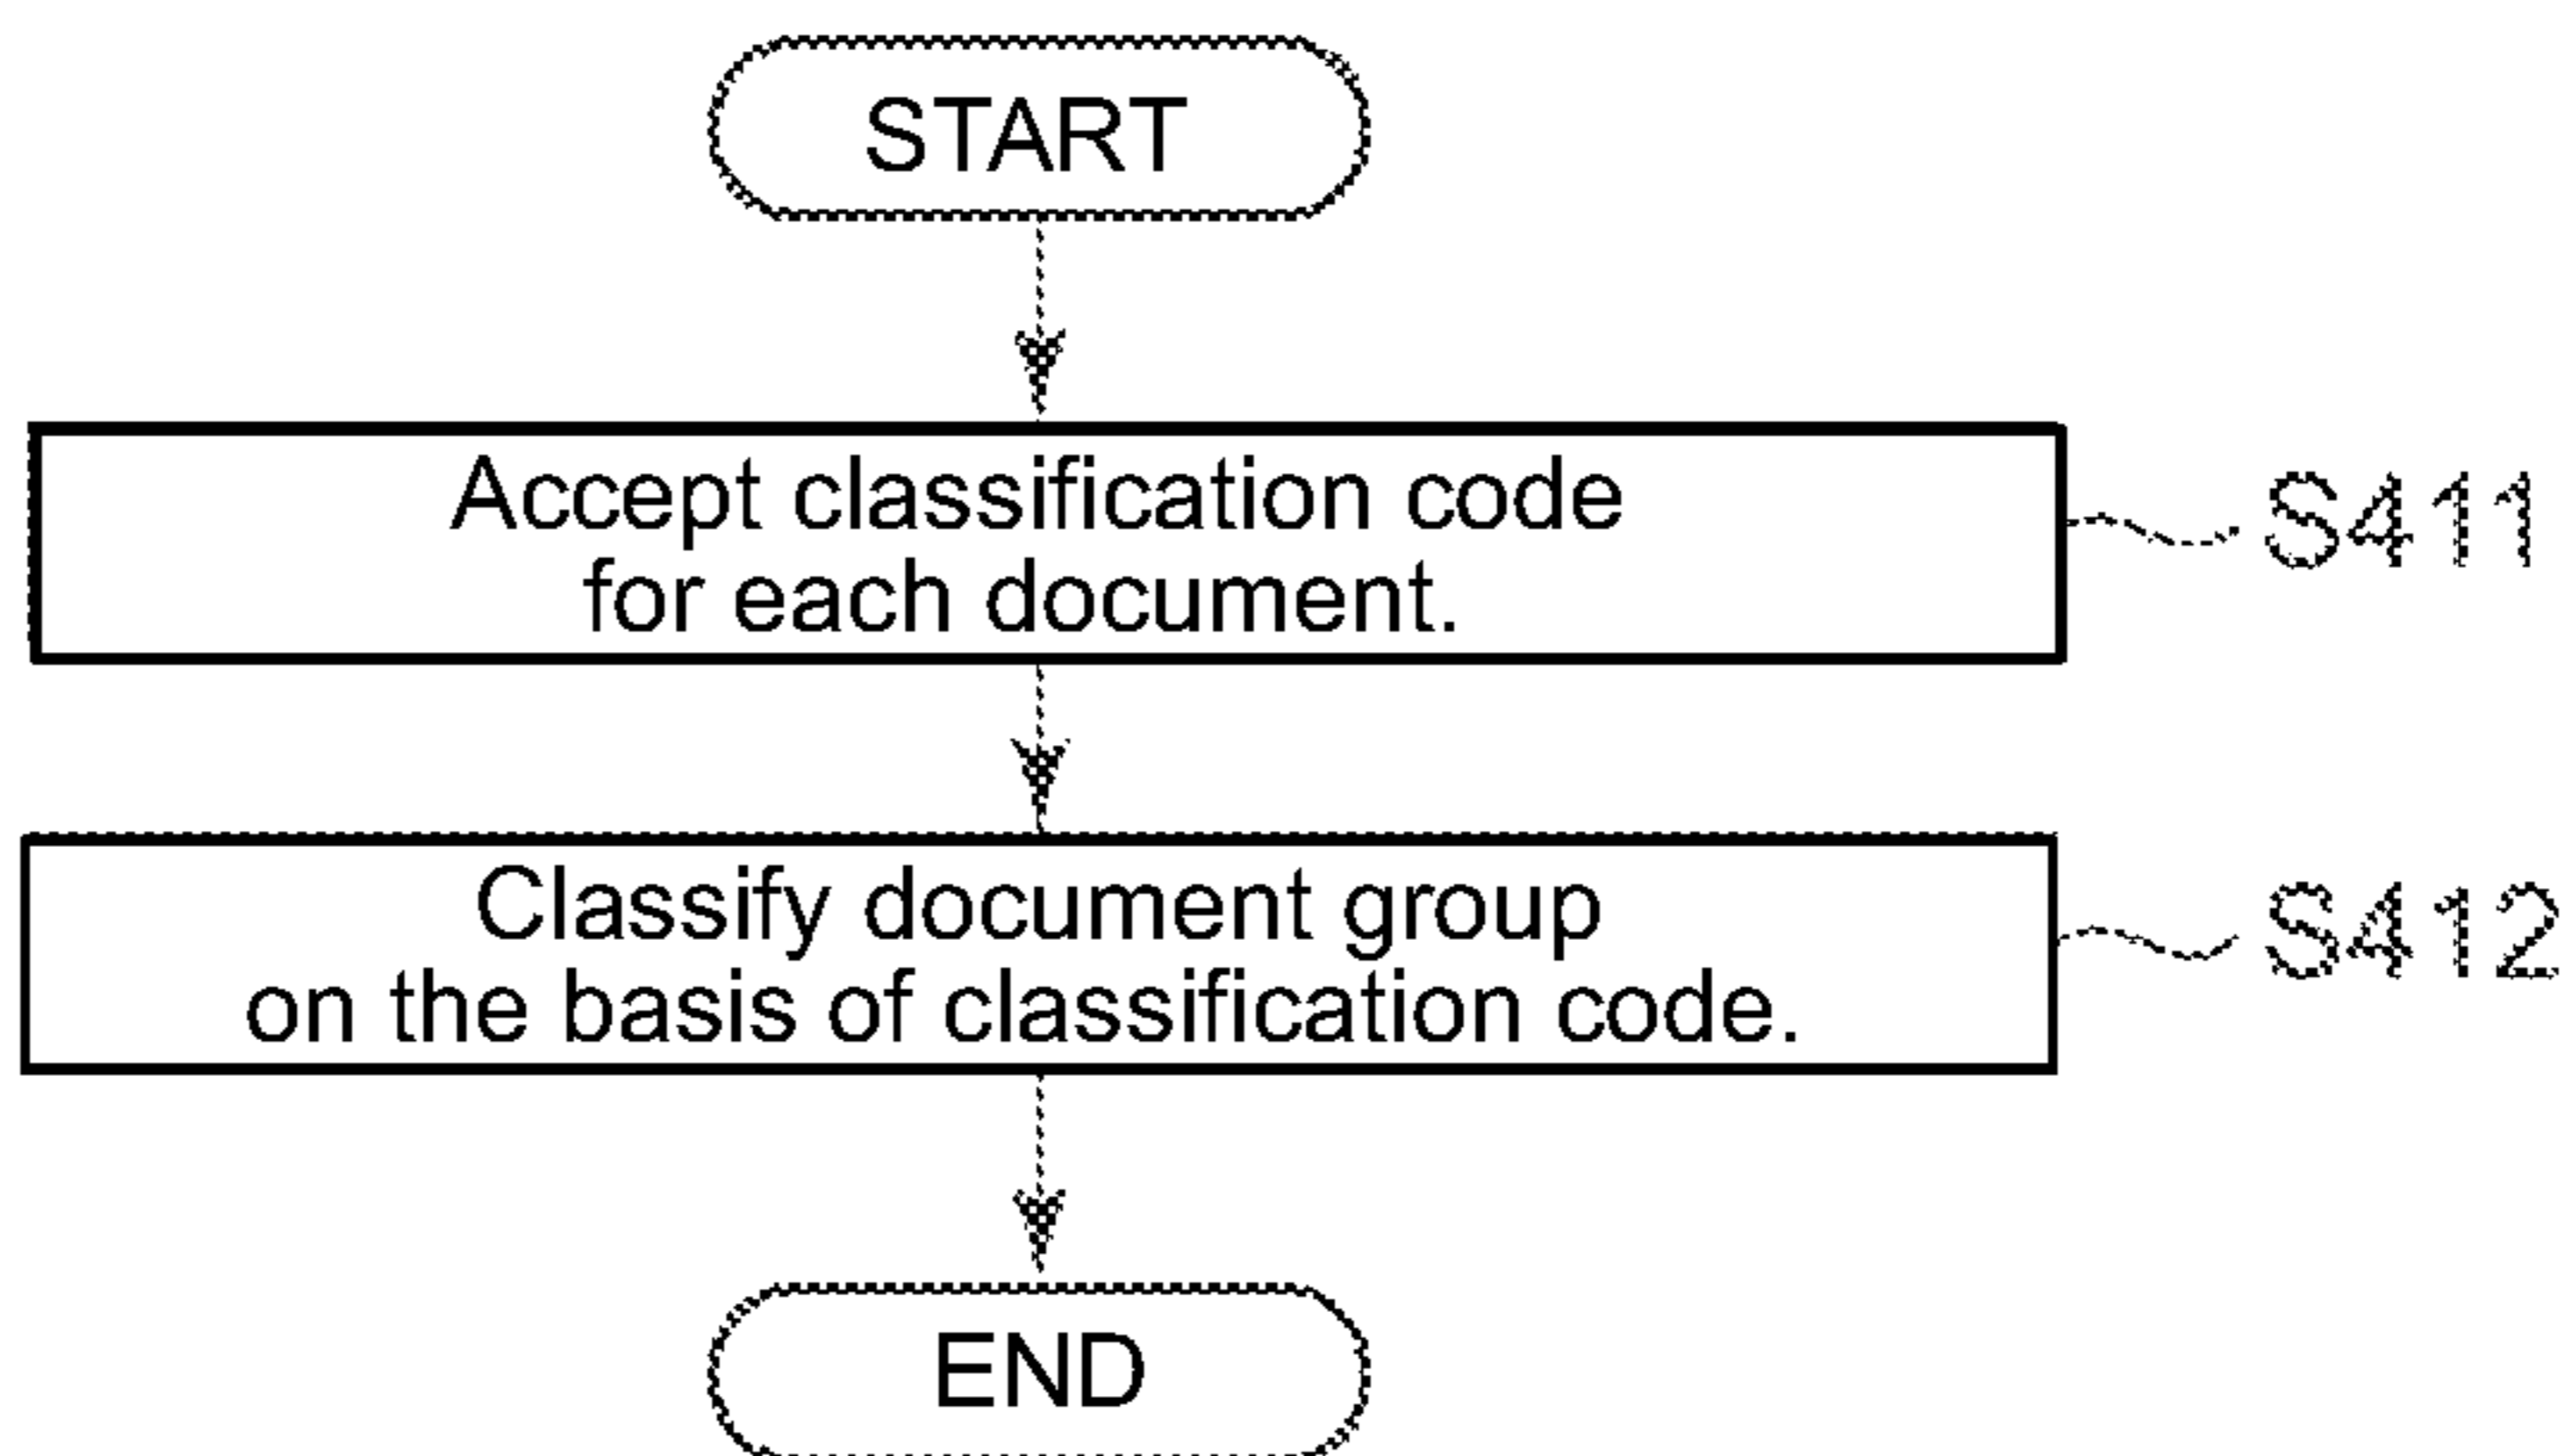 START
Accept classification code
for each document.
S411
Classify document group
on the basis of classification code.
S412
END